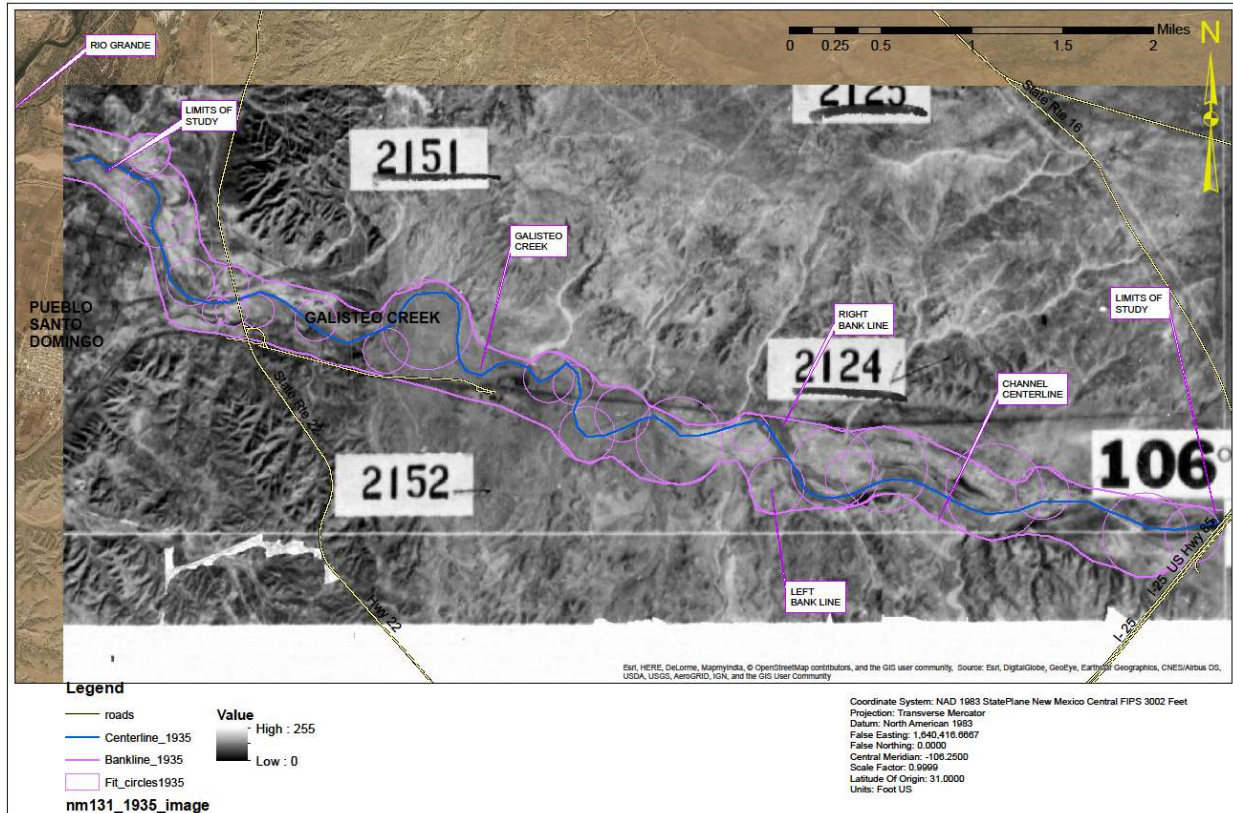 RIO GRANDE
0 0.25 0.5 1 1.5 2 Miles
N
LIMITS OF
STUDY
2151
2125
State Rte 16
GALISTEO
CREEK
PUEBLO
SANTO
DOMINGO
GALISTEO CREEK
RIGHT
BANK LINE
LIMITS OF
STUDY
2124
CHANNEL
CENTERLINE
State Rte 22
2152
106°
LEFT
BANK LINE
I-25 US Hwy 85
Hwy 22
I- 25
Esri, HERE, DeLorme, MapmyIndia, © OpenStreetMap contributors, and the GIS user community, Source: Esri, DigitalGlobe, GeoEye, Earthstar Geographics, CNES/Airbus DS,
USDA, USGS, AeroGRID, IGN, and the GIS User Community
Legend
roads
Centerline_1935
Bankline_1935
Fit_circles1935
nm131_1935_image
Value
High : 255
Low : 0
Coordinate System: NAD 1983 StatePlane New Mexico Central FIPS 3002 Feet
Projection: Transverse Mercator
Datum: North American 1983
False Easting: 1,640,416.6667
False Northing: 0.0000
Central Meridian: -106.2500
Scale Factor: 0.9999
Latitude Of Origin: 31.0000
Units: Foot US